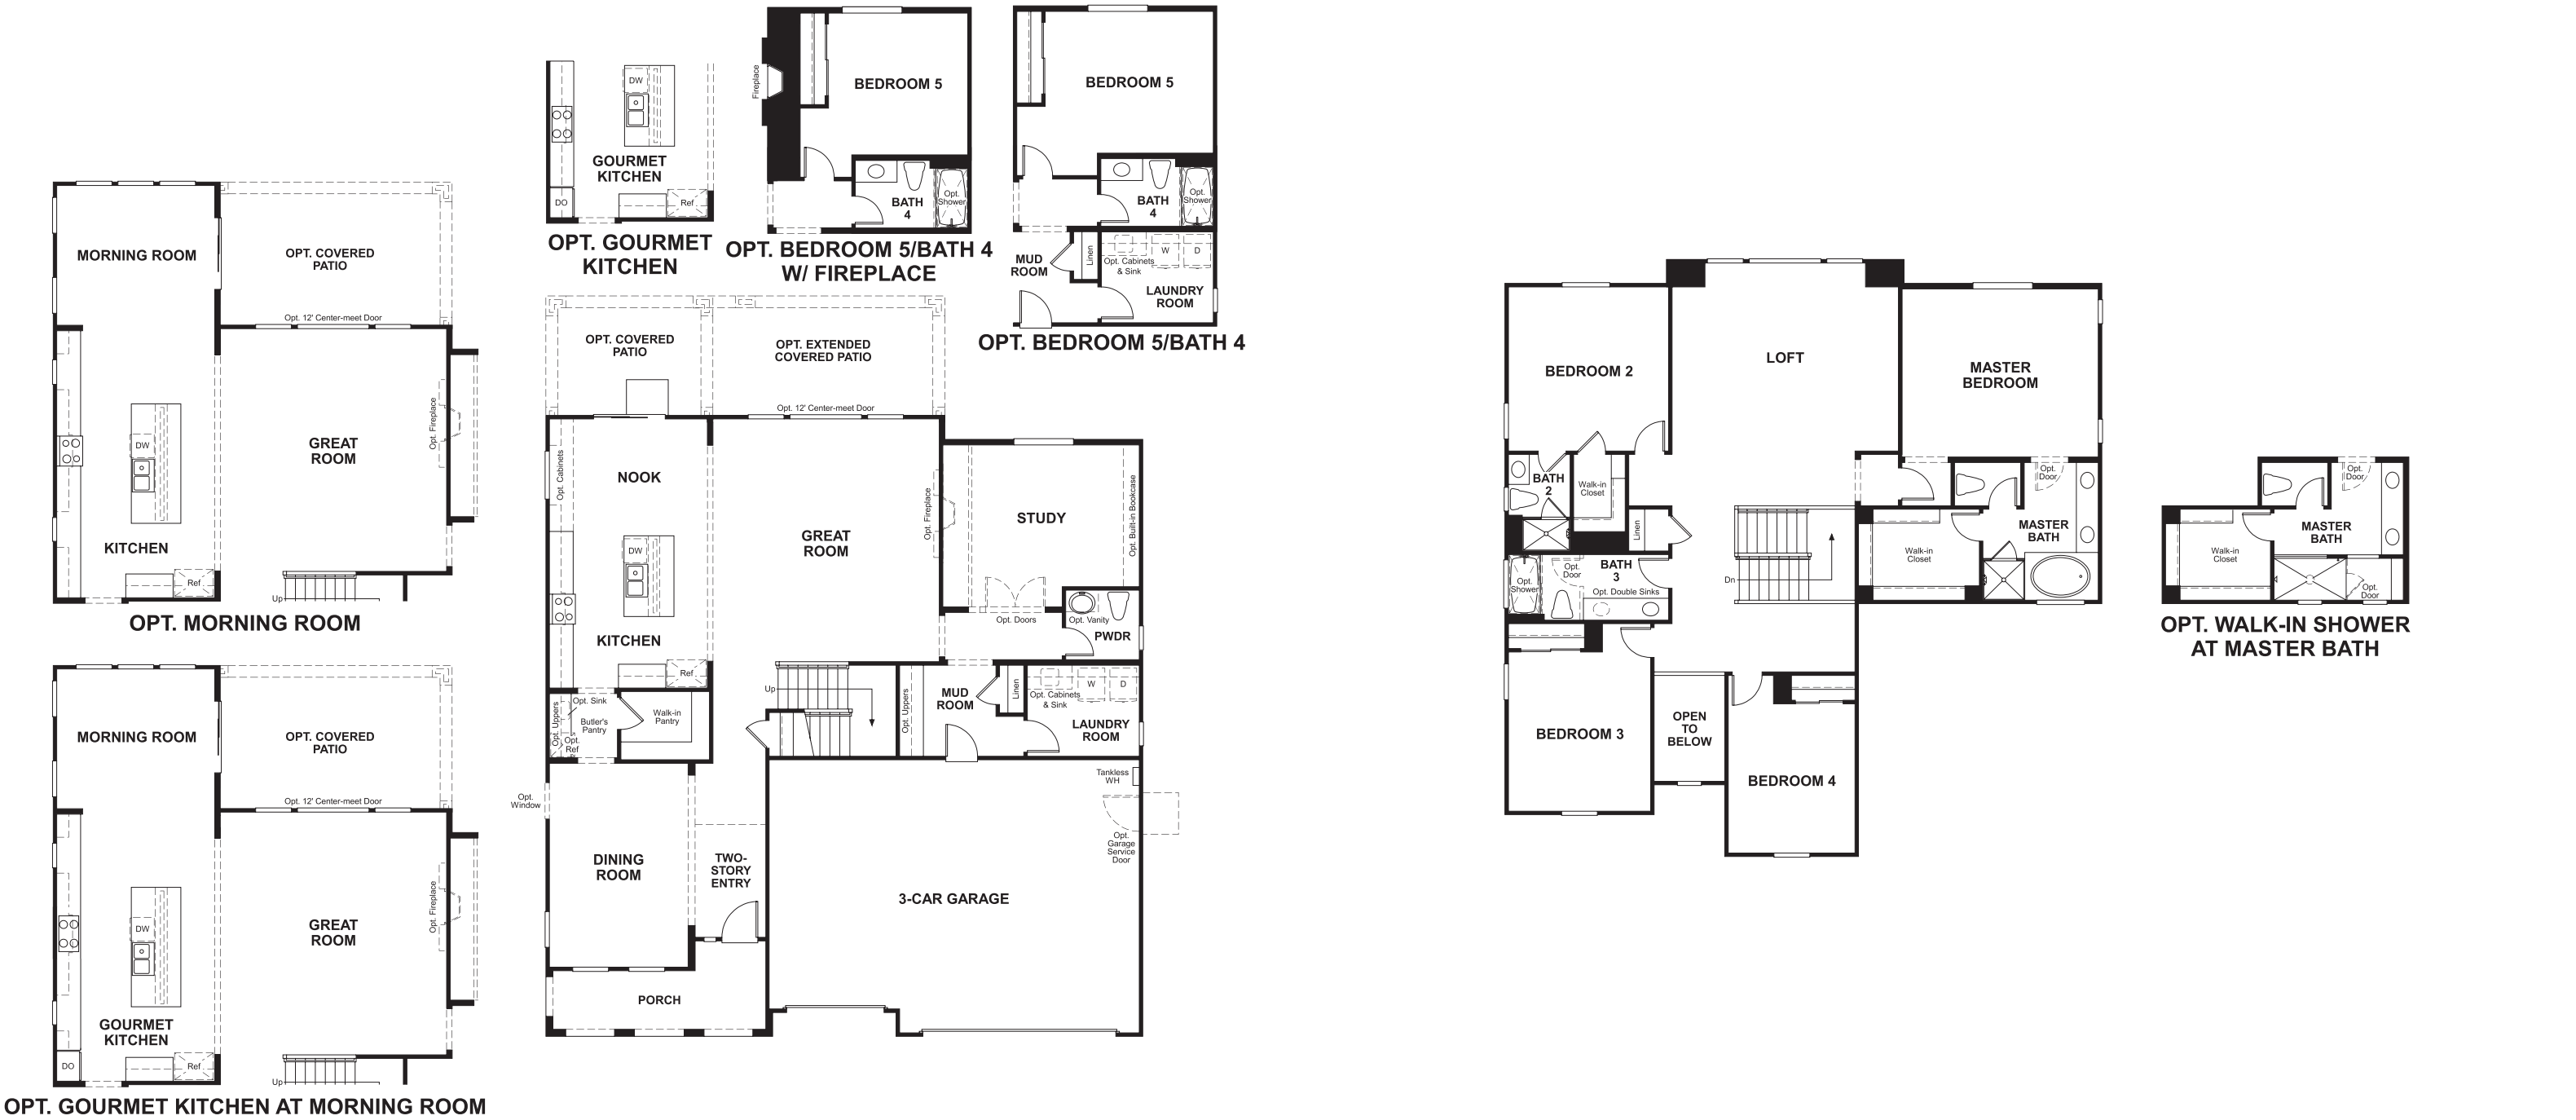 MORNING ROOM
OPT. COVERED
PATIO
Opt. 12' Center-meet Door
DW
GREAT
ROOM
Opt. Fireplace
KITCHEN
Ref
Up
OPT. MORNING ROOM
MORNING ROOM
OPT. COVERED
PATIO
Opt. 12' Center-meet Door
DW
GREAT
ROOM
Opt. Fireplace
GOURMET
KITCHEN
DO
Ref
Up
OPT. GOURMET KITCHEN AT MORNING ROOM
DW
GOURMET
KITCHEN
DO
Ref
OPT. GOURMET
KITCHEN
Fireplace
BEDROOM 5
BATH
4
Opt.
Shower
OPT. BEDROOM 5/BATH 4
W/ FIREPLACE
BEDROOM 5
BATH
4
Opt.
Shower
MUD
ROOM
Linen
W
D
Opt. Cabinets
& Sink
LAUNDRY
ROOM
OPT. BEDROOM 5/BATH 4
OPT. COVERED
PATIO
OPT. EXTENDED
COVERED PATIO
Opt. 12' Center-meet Door
Opt. Cabinets
NOOK
GREAT
ROOM
Opt. Fireplace
STUDY
Opt. Built-in Bookcase
DW
KITCHEN
Ref
Opt. Doors
Opt. Vanity
PWDR
Up
Opt. Uppers
MUD
ROOM
Linen
W
D
Opt. Cabinets
& Sink
LAUNDRY
ROOM
Opt. Sink
Opt. Uppers
Butler's
Pantry
Opt.
Ref
Walk-in
Pantry
Opt.
Window
Tankless
WH
Opt.
Garage
Service
Door
DINING
ROOM
TWO-
STORY
ENTRY
3-CAR GARAGE
PORCH
BEDROOM 2
LOFT
MASTER
BEDROOM
BATH
2
Walk-in
Closet
Linen
Opt.
Door
MASTER
BATH
Walk-in
Closet
Dn
Opt.
Shower
Opt.
Door
BATH
3
Opt. Double Sinks
BEDROOM 3
OPEN
TO
BELOW
BEDROOM 4
Opt.
Door
MASTER
BATH
Walk-in
Closet
Opt.
Door
OPT. WALK-IN SHOWER
AT MASTER BATH